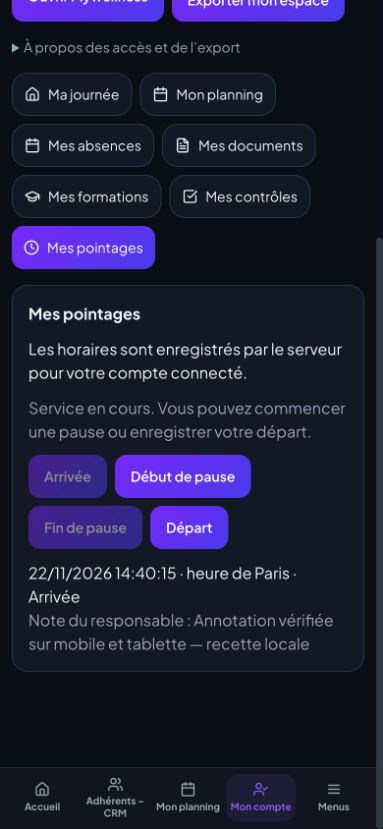 Exporter mon espace
À propos des accès et de l'export
Ma journée
Mon planning
Mes absences
Mes documents
Mes formations
Mes contrôles
Mes pointages
Mes pointages
Les horaires sont enregistrés par le serveur
pour votre compte connecté.
Service en cours. Vous pouvez commencer
une pause ou enregistrer votre départ.
Arrivée
Début de pause
Fin de pause
Départ
22/11/2026 14:40:15 · heure de Paris ·
Arrivée
Note du responsable : Annotation vérifiée
sur mobile et tablette — recette locale
Accueil
Adhérents –
CRM
Mon planning
Mon compte
Menus